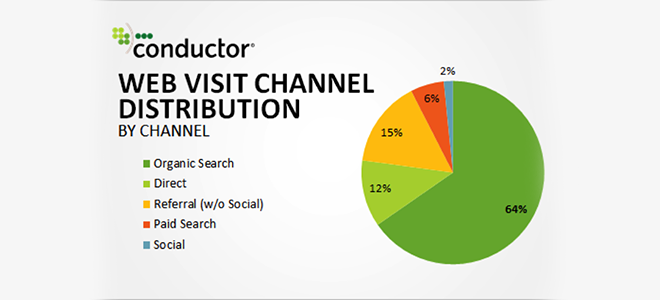 conductor®
WEB VISIT CHANNEL
DISTRIBUTION
BY CHANNEL
Organic Search
Direct
Referral (w/o Social)
Paid Search
Social
2%
6%
15%
12%
64%